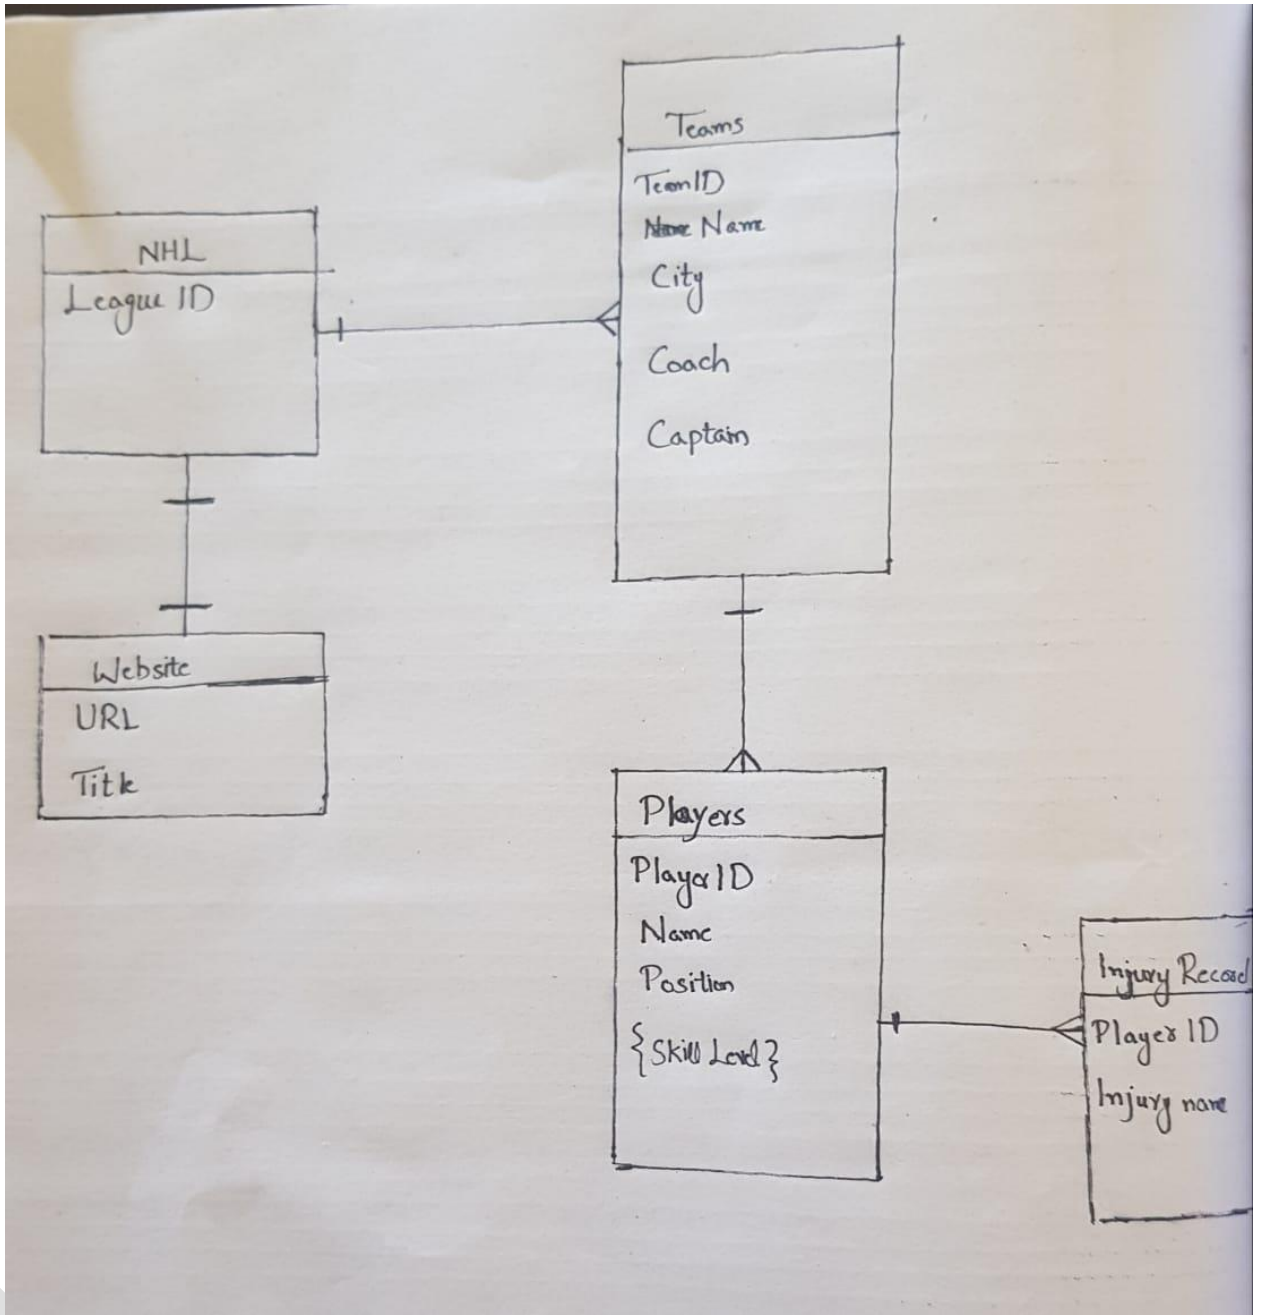 NHL
League ID
Teams
TeamID
Name
City
Coach
Captain
Website
URL
Title
Players
PlayerID
Name
Position
{Skill Level}
Injury Record
Player ID
Injury name